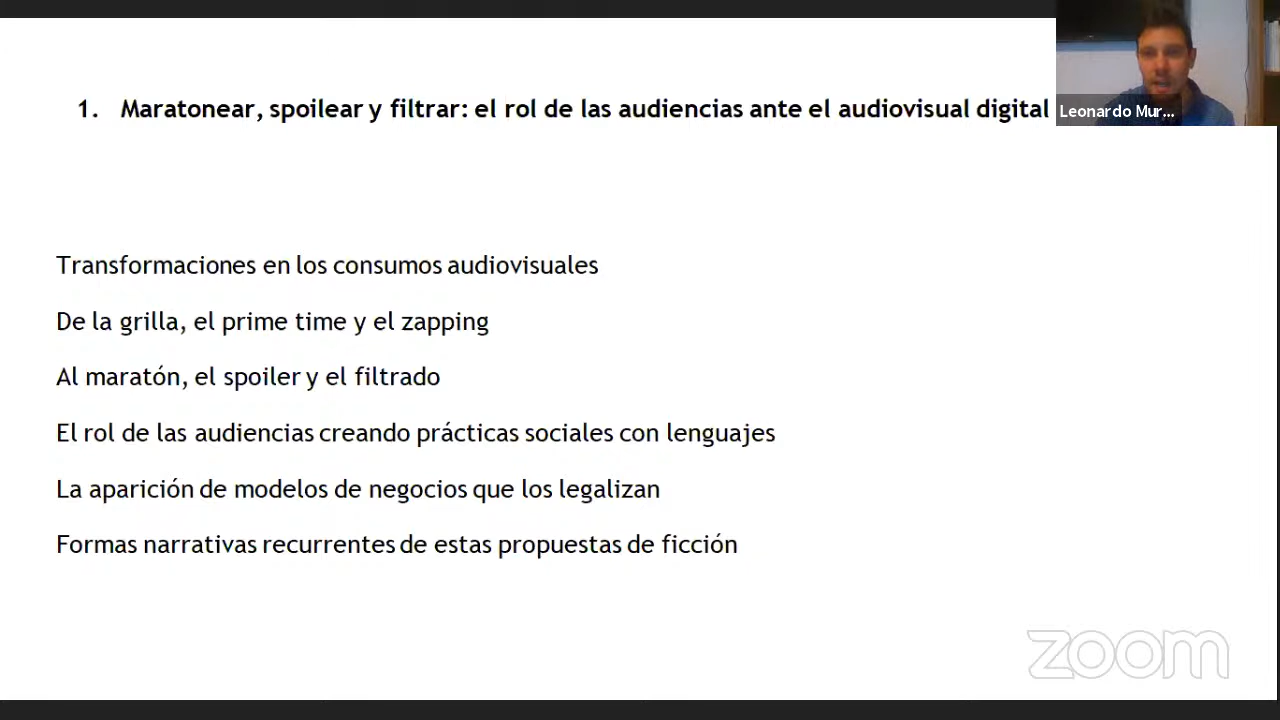 1. Maratonear, spoilear y filtrar: el rol de las audiencias ante el audiovisual digital
Leonardo Mur...
Transformaciones en los consumos audiovisuales
De la grilla, el prime time y el zapping
Al maratón, el spoiler y el filtrado
El rol de las audiencias creando prácticas sociales con lenguajes
La aparición de modelos de negocios que los legalizan
Formas narrativas recurrentes de estas propuestas de ficción
zoom